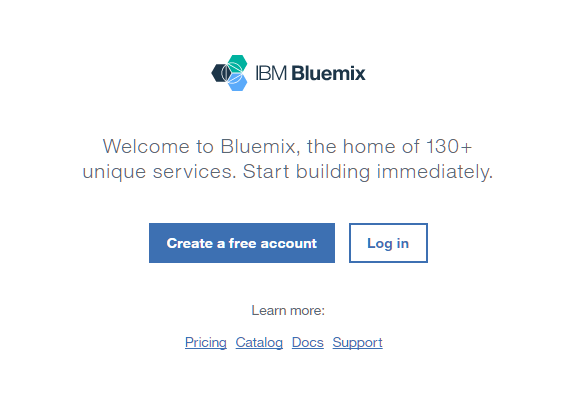 IBM Bluemix
Welcome to Bluemix, the home of 130+
unique services. Start building immediately.
Create a free account
Log in
Learn more:
Pricing Catalog Docs Support